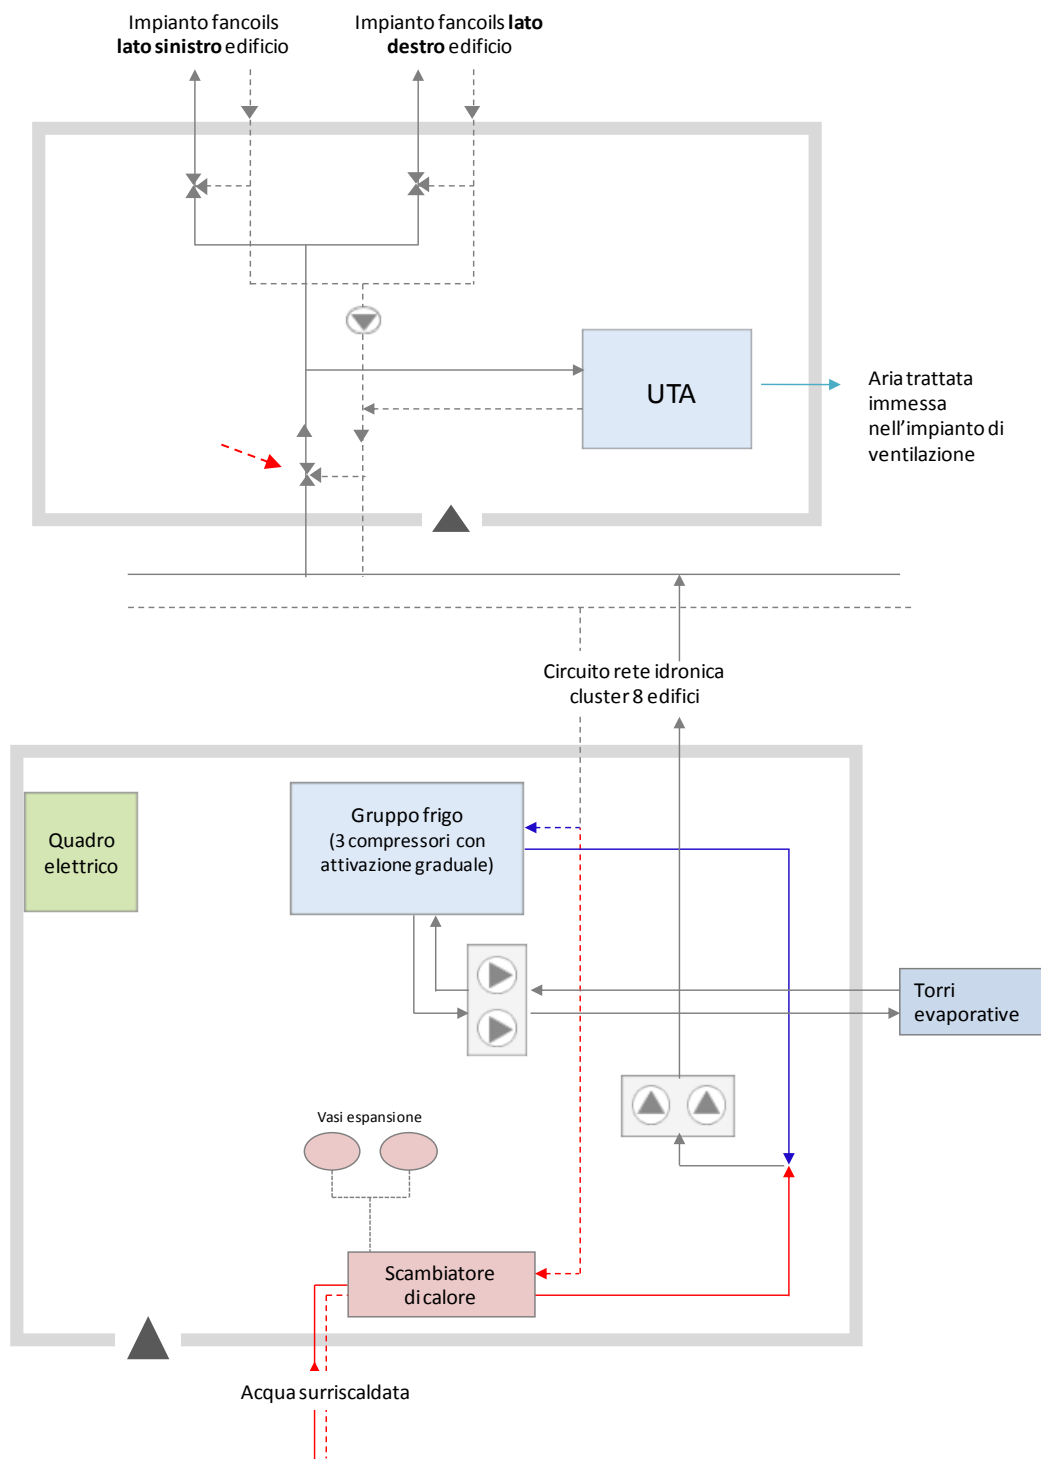 Impianto fancoils
lato sinistro edificio
Impianto fancoils lato
destro edificio
UTA
Aria trattata
immessa
nell'impianto di
ventilazione
Circuito rete idronica
cluster 8 edifici
Quadro
elettrico
Gruppo frigo
(3 compressori con
attivazione graduale)
Torri
evaporative
Vasi espansione
Scambiatore
di calore
Acqua surriscaldata